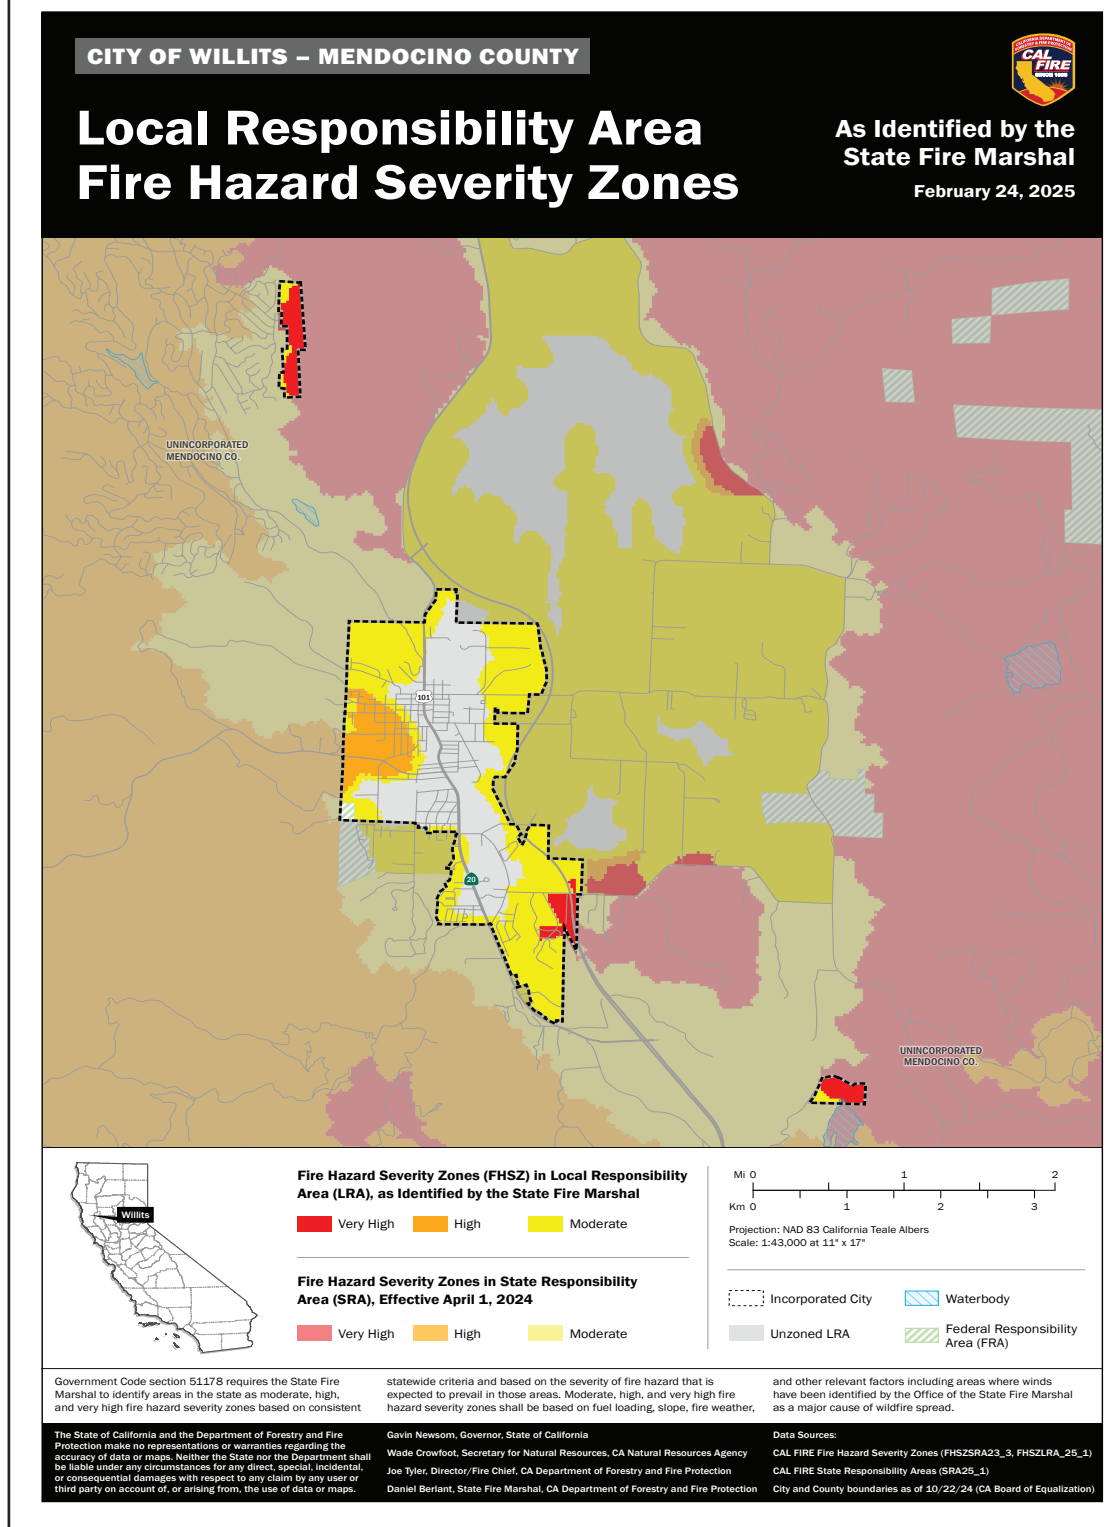 CITY OF WILLITS – MENDOCINO COUNTY
Local Responsibility Area
Fire Hazard Severity Zones
CALIFORNIA DEPARTMENT OF
FORESTRY & FIRE PROTECTION
CAL
FIRE
SINCE 1885
As Identified by the
State Fire Marshal
February 24, 2025
UNINCORPORATED
MENDOCINO CO.
101
20
UNINCORPORATED
MENDOCINO CO.
Willits
Fire Hazard Severity Zones (FHSZ) in Local Responsibility
Area (LRA), as Identified by the State Fire Marshal
Very High
High
Moderate
Fire Hazard Severity Zones in State Responsibility
Area (SRA), Effective April 1, 2024
Very High
High
Moderate
Mi 0 1 2
Km 0 1 2 3
Projection: NAD 83 California Teale Albers
Scale: 1:43,000 at 11" x 17"
Incorporated City
Waterbody
Unzoned LRA
Federal Responsibility
Area (FRA)
Government Code section 51178 requires the State Fire
Marshal to identify areas in the state as moderate, high,
and very high fire hazard severity zones based on consistent
statewide criteria and based on the severity of fire hazard that is
expected to prevail in those areas. Moderate, high, and very high fire
hazard severity zones shall be based on fuel loading, slope, fire weather,
and other relevant factors including areas where winds
have been identified by the Office of the State Fire Marshal
as a major cause of wildfire spread.
The State of California and the Department of Forestry and Fire
Protection make no representations or warranties regarding the
accuracy of data or maps. Neither the State nor the Department shall
be liable under any circumstances for any direct, special, incidental,
or consequential damages with respect to any claim by any user or
third party on account of, or arising from, the use of data or maps.
Gavin Newsom, Governor, State of California
Wade Crowfoot, Secretary for Natural Resources, CA Natural Resources Agency
Joe Tyler, Director/Fire Chief, CA Department of Forestry and Fire Protection
Daniel Berlant, State Fire Marshal, CA Department of Forestry and Fire Protection
Data Sources:
CAL FIRE Fire Hazard Severity Zones (FHSZSRA23_3, FHSZLRA_25_1)
CAL FIRE State Responsibility Areas (SRA25_1)
City and County boundaries as of 10/22/24 (CA Board of Equalization)